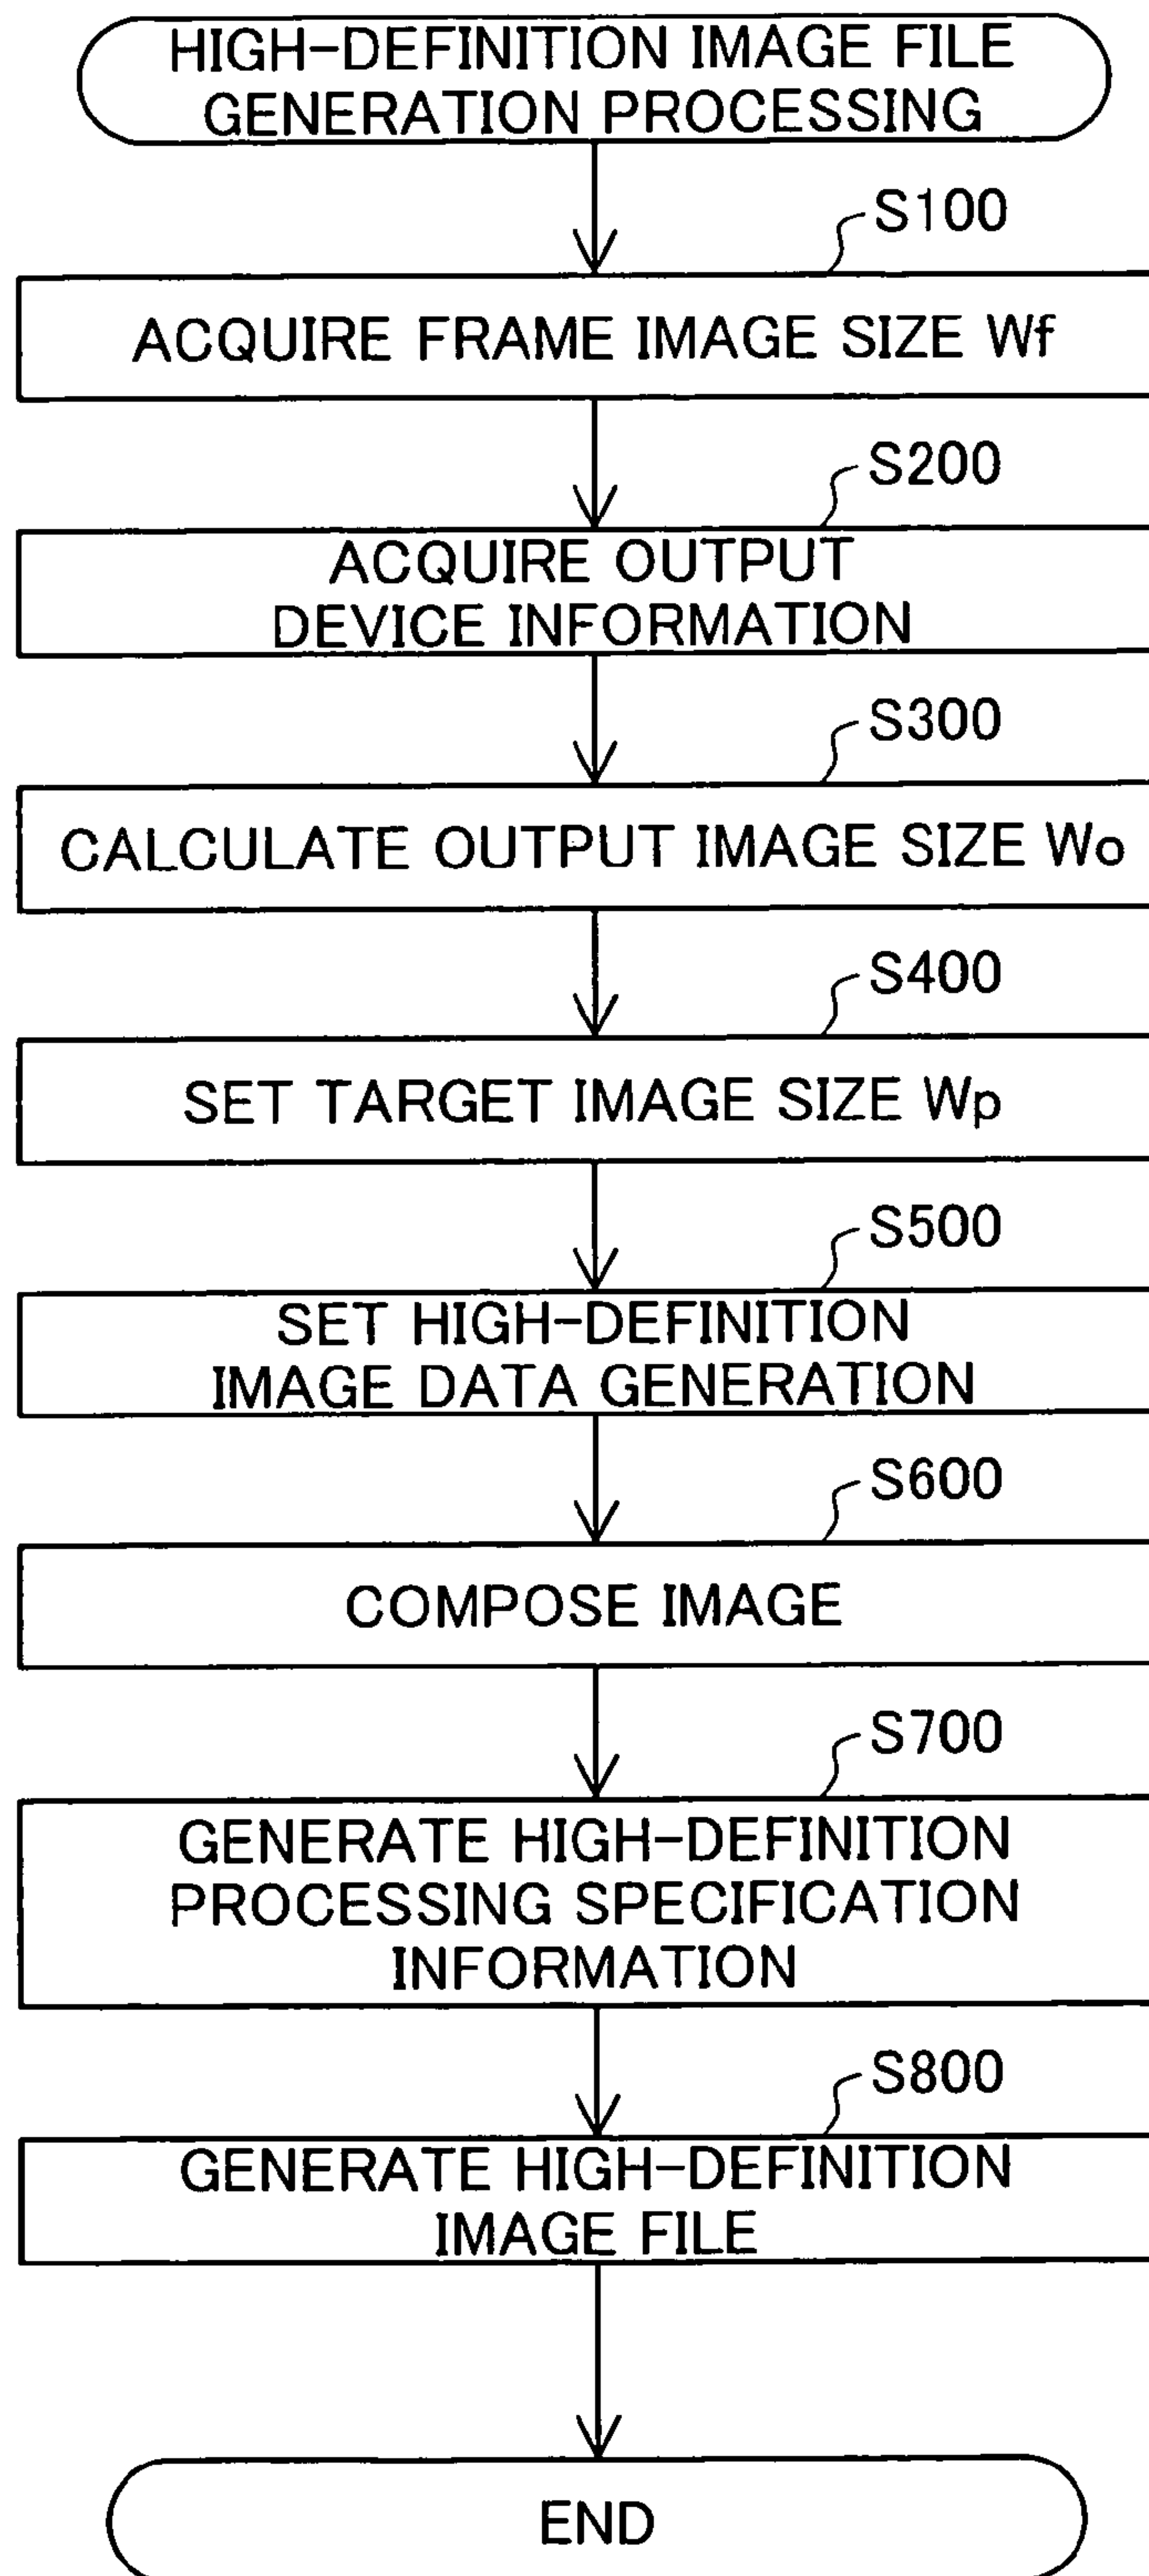 HIGH-DEFINITION IMAGE FILE
GENERATION PROCESSING
S100
ACQUIRE FRAME IMAGE SIZE Wf
S200
ACQUIRE OUTPUT
DEVICE INFORMATION
S300
CALCULATE OUTPUT IMAGE SIZE Wo
S400
SET TARGET IMAGE SIZE Wp
S500
SET HIGH-DEFINITION
IMAGE DATA GENERATION
S600
COMPOSE IMAGE
S700
GENERATE HIGH-DEFINITION
PROCESSING SPECIFICATION
INFORMATION
S800
GENERATE HIGH-DEFINITION
IMAGE FILE
END